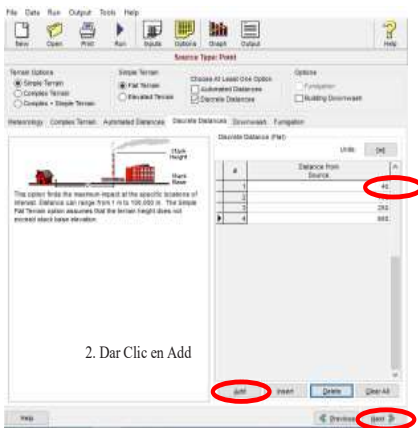 File Data Run Output Tools Help
New Open Print Run Inputs Options Graph Output Help
Source Type: Point
Terrain Options
Simple Terrain
Complex Terrain
Complex + Simple Terrain
Simple Terrain
Flat Terrain
Elevated Terrain
Choose At Least One Option
Automated Distances
Discrete Distances
Options
Fumigation
Building Downwash
Meteorology Complex Terrain Automated Distances Discrete Distances Downwash Fumigation
Stack Height
Stack Base
This option finds the maximum impact at the specific locations of
interest. Distance can range from 1 m to 100,000 m. The Simple
Flat Terrain option assumes that the terrain height does not
exceed stack base elevation.
Discrete Distance (Flat)
Units: [m]
# Distance from Source
1
2
3
4
2. Dar Clic en Add
Add Insert Delete Clear All
Help Previous Next